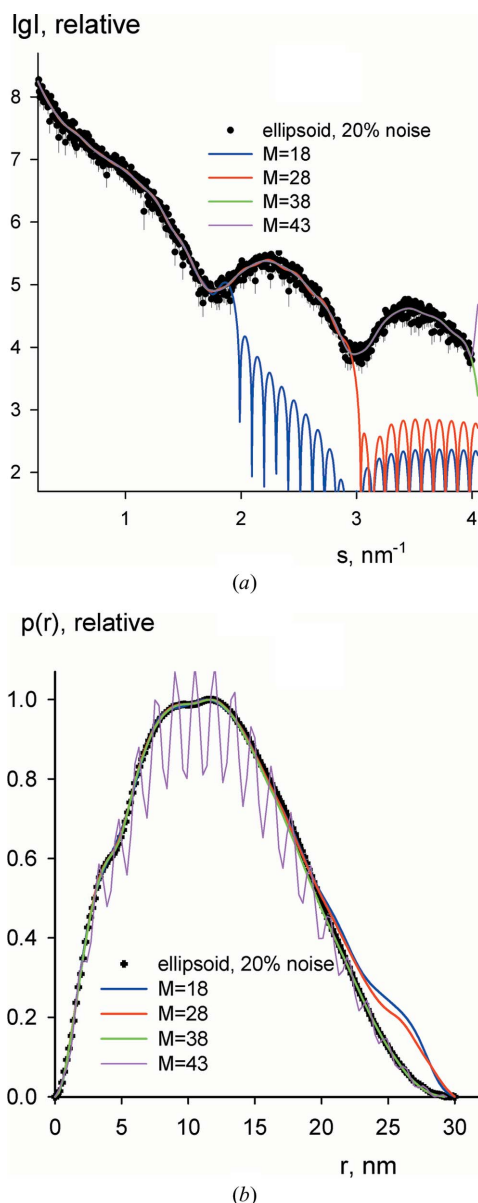 lgI, relative
8
7
6
5
4
3
2
ellipsoid, 20% noise
M=18
M=28
M=38
M=43
1 2 3 4
s, nm⁻¹
(a)
p(r), relative
1.0
0.8
0.6
0.4
0.2
0.0
ellipsoid, 20% noise
M=18
M=28
M=38
M=43
0 5 10 15 20 25 30
r, nm
(b)